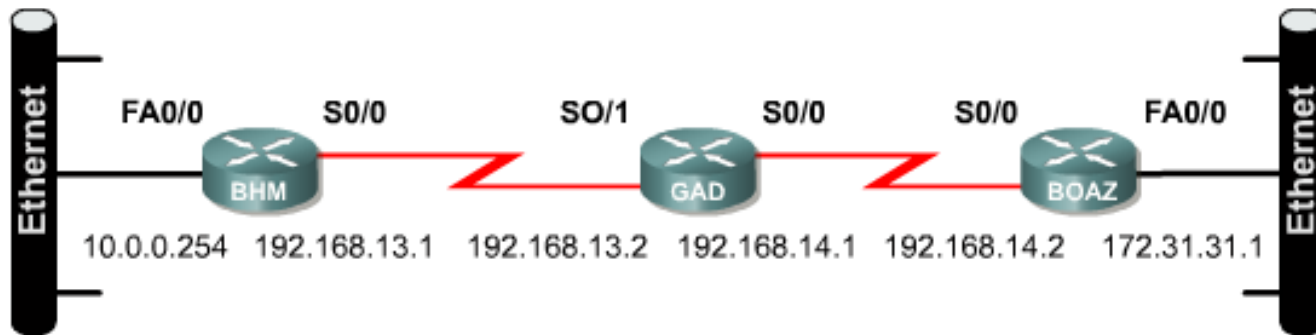 Ethernet
FA0/0 S0/0 SO/1 S0/0 S0/0 FA0/0
BHM GAD BOAZ
10.0.0.254 192.168.13.1 192.168.13.2 192.168.14.1 192.168.14.2 172.31.31.1
Ethernet